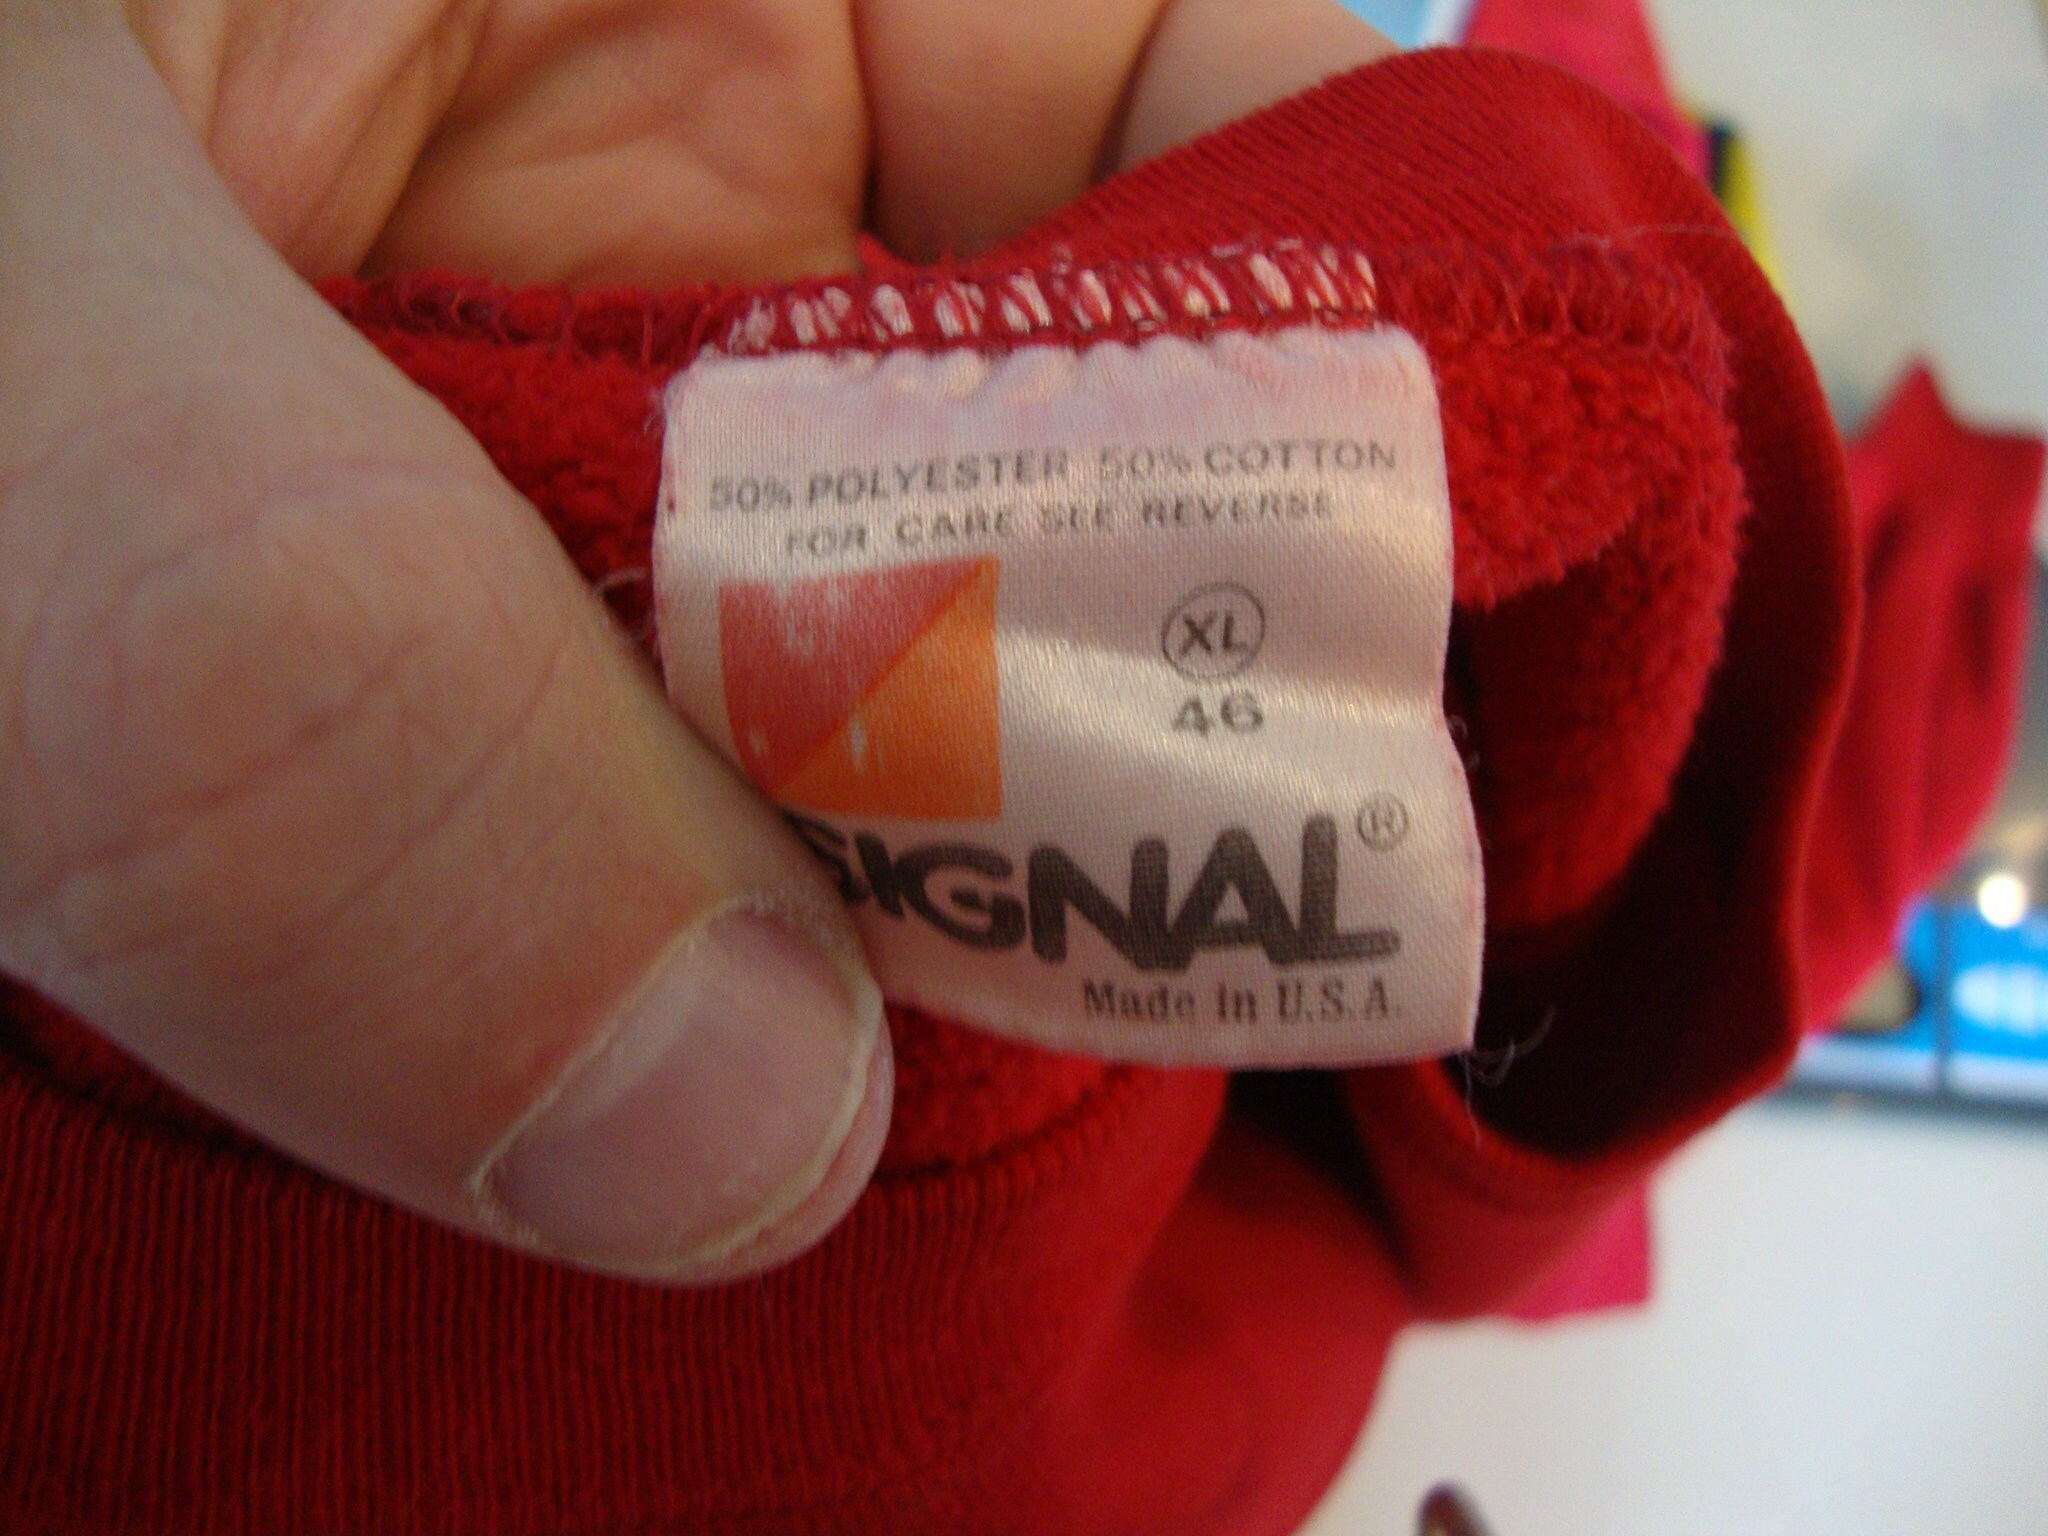 50% POLYESTER 50% COTTON
FOR CARE SEE REVERSE
XL
46
SIGNAL®
Made in U.S.A.